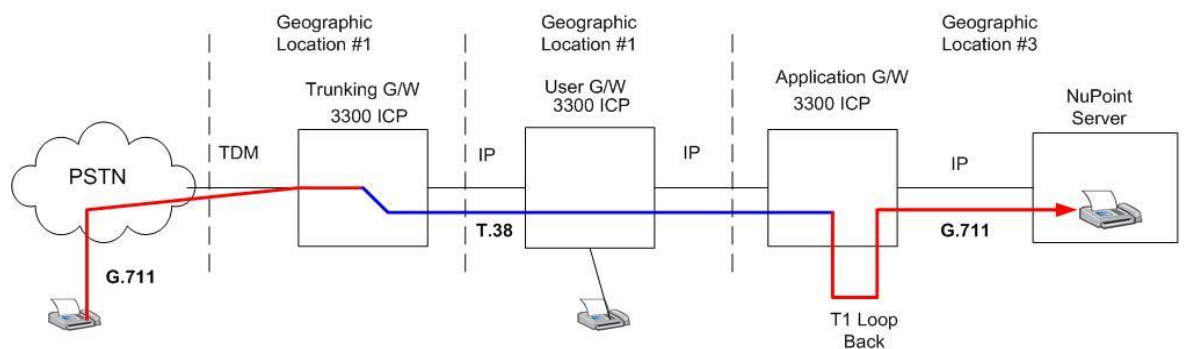 Geographic
Location #1
Geographic
Location #1
Geographic
Location #3
Trunking G/W
3300 ICP
User G/W
3300 ICP
Application G/W
3300 ICP
NuPoint
Server
PSTN
TDM
IP
IP
IP
T.38
G.711
G.711
T1 Loop
Back